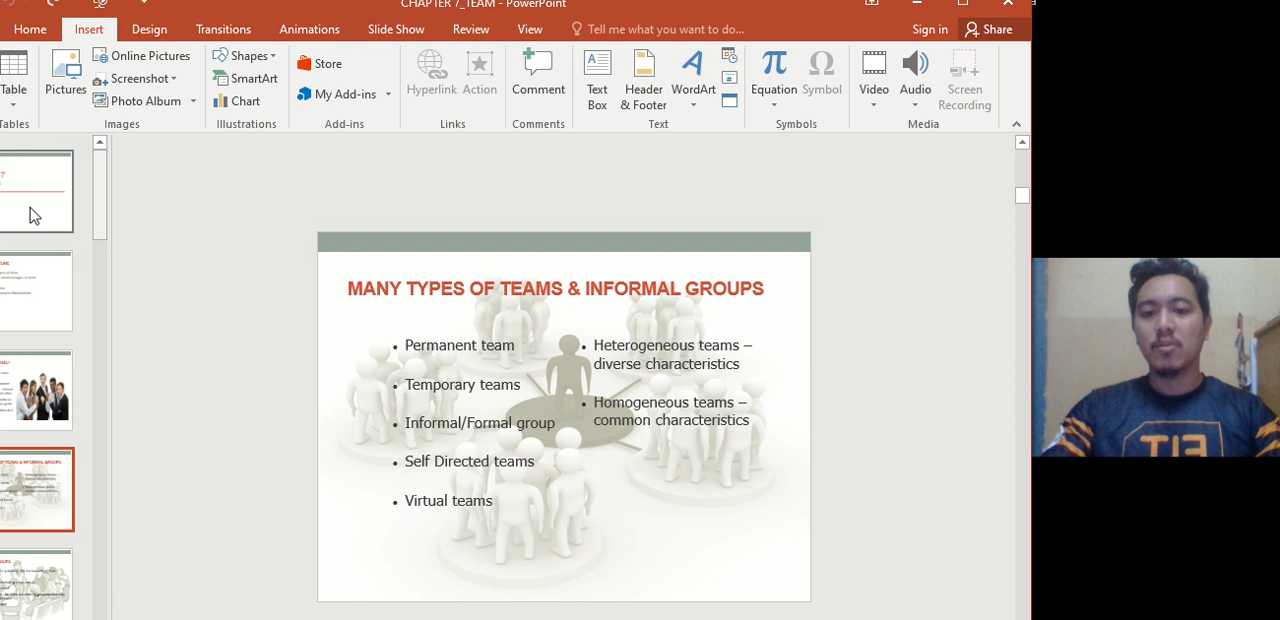 CHAPTER 7_TEAM - PowerPoint
Home Insert Design Transitions Animations Slide Show Review View Tell me what you want to do... Sign in Share
Table
Pictures
Online Pictures
Screenshot
Photo Album
Shapes
SmartArt
Chart
Store
My Add-ins
Hyperlink
Action
Comment
Text
Box
Header
& Footer
WordArt
Equation
Symbol
Video
Audio
Screen
Recording
Tables Images Illustrations Add-ins Links Comments Text Symbols Media
7
MANY TYPES OF TEAMS & INFORMAL GROUPS
• Permanent team
• Temporary teams
• Informal/Formal group
• Self Directed teams
• Virtual teams
• Heterogeneous teams –
diverse characteristics
• Homogeneous teams –
common characteristics